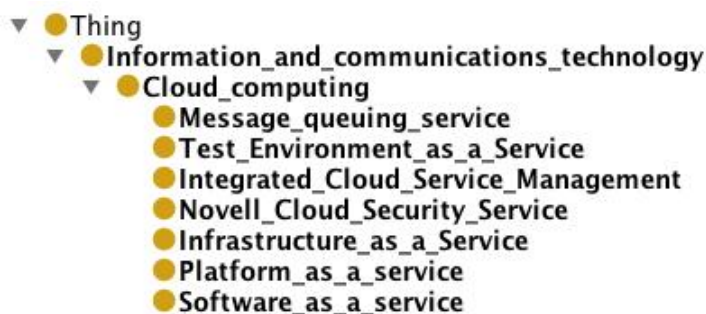 Thing
Information_and_communications_technology
Cloud_computing
Message_queuing_service
Test_Environment_as_a_Service
Integrated_Cloud_Service_Management
Novell_Cloud_Security_Service
Infrastructure_as_a_Service
Platform_as_a_service
Software_as_a_service